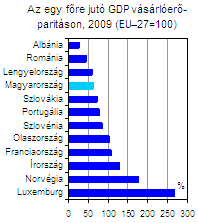 Az egy főre jutó GDP vásárlóerő-
paritáson, 2009 (EU–27=100)
Albánia
Románia
Lengyelország
Magyarország
Szlovákia
Portugália
Szlovénia
Olaszország
Franciaország
Írország
Norvégia
Luxemburg
%
0 50 100 150 200 250 300